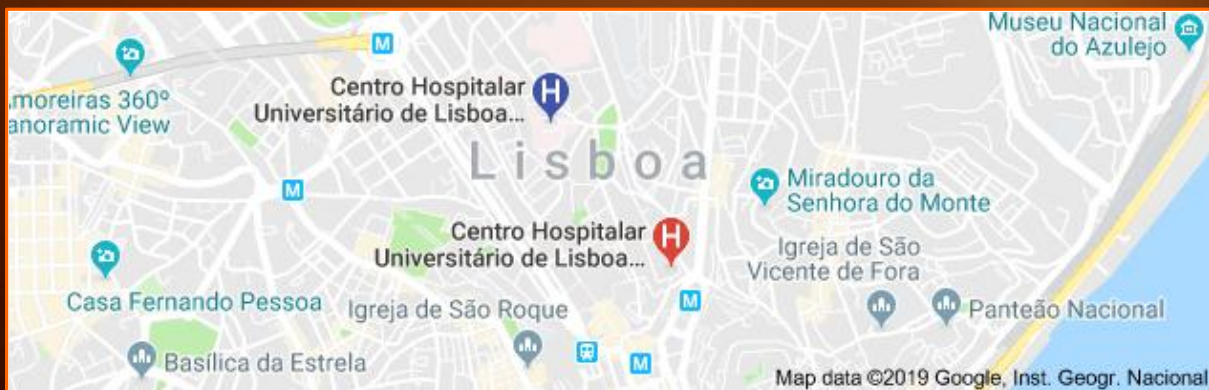 Museu Nacional
do Azulejo
M
Amoreiras 360º
Panoramic View
Centro Hospitalar
Universitário de Lisboa...
H
Lisboa
M
Miradouro da
Senhora do Monte
Centro Hospitalar
Universitário de Lisboa...
H
Igreja de São
Vicente de Fora
Casa Fernando Pessoa
Igreja de São Roque
M
Panteão Nacional
Basílica da Estrela
M
Map data ©2019 Google, Inst. Geogr. Nacional